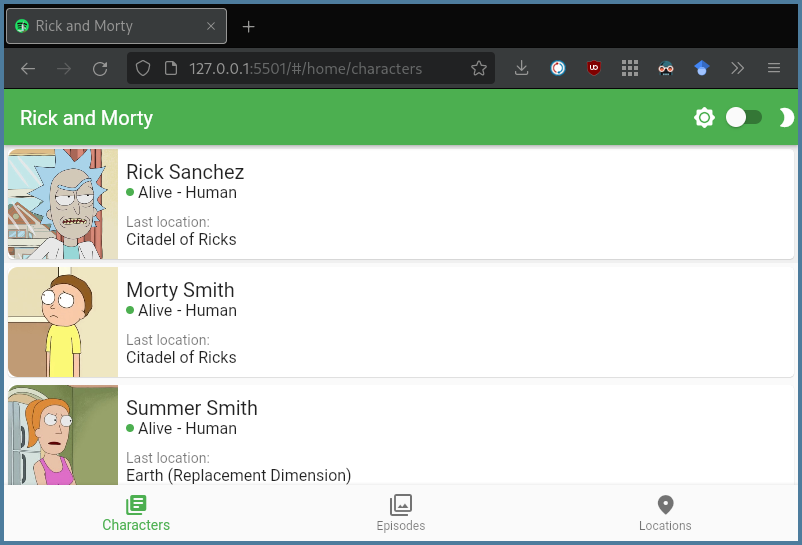 Rick and Morty
127.0.0.1:5501/#/home/characters
Rick and Morty
Rick Sanchez
Alive - Human
Last location:
Citadel of Ricks
Morty Smith
Alive - Human
Last location:
Citadel of Ricks
Summer Smith
Alive - Human
Last location:
Earth (Replacement Dimension)
Characters
Episodes
Locations